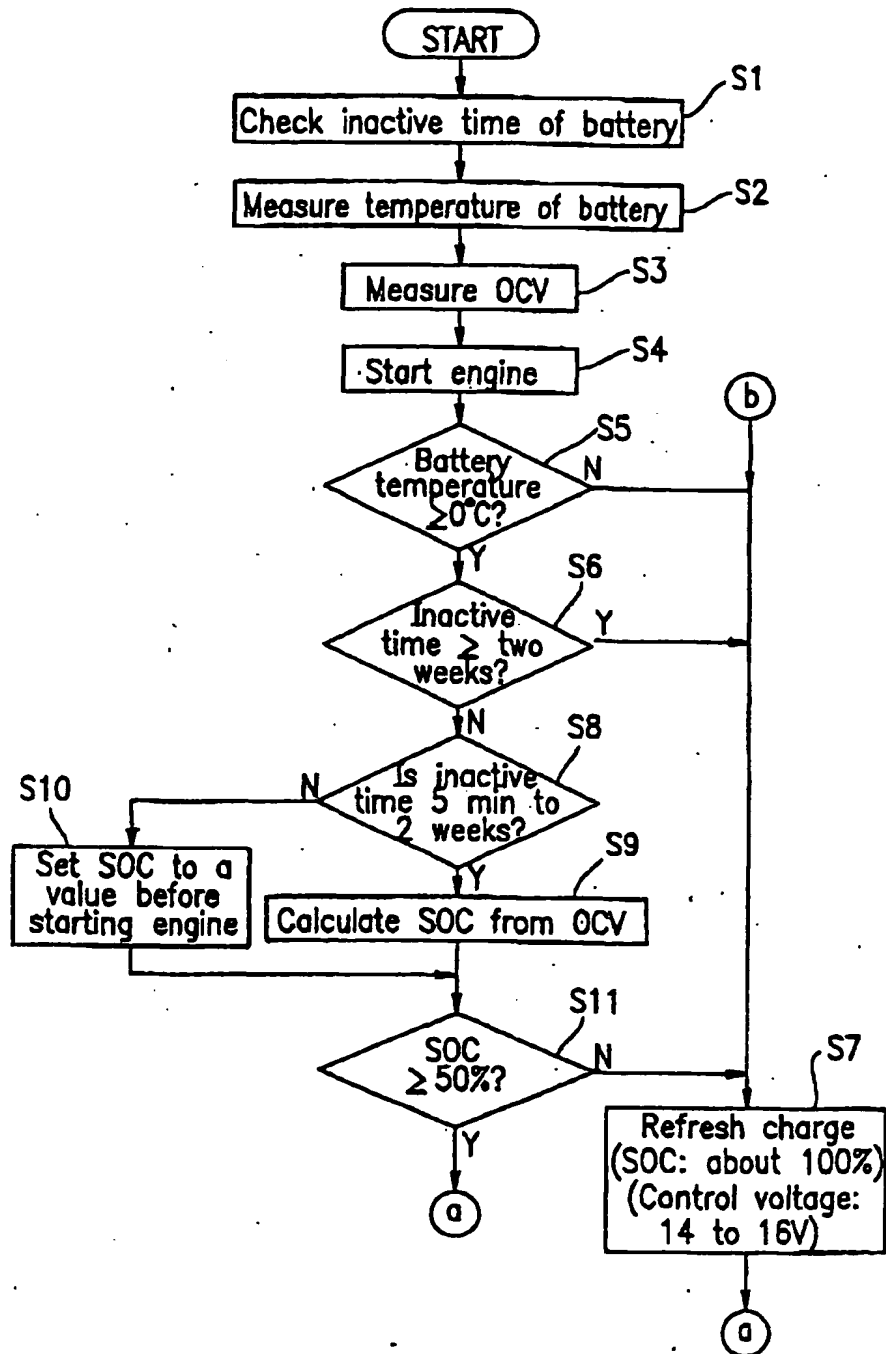 START
S1
Check inactive time of battery
S2
Measure temperature of battery
S3
Measure OCV
S4
Start engine
b
S5
Battery
temperature
≥0°C?
N
Y
S6
Inactive
time ≥ two
weeks?
Y
N
S8
Is inactive
time 5 min to
2 weeks?
N
Y
S10
Set SOC to a
value before
starting engine
S9
Calculate SOC from OCV
S11
SOC
≥ 50%?
N
Y
a
S7
Refresh charge
(SOC: about 100%)
(Control voltage:
14 to 16V)
a